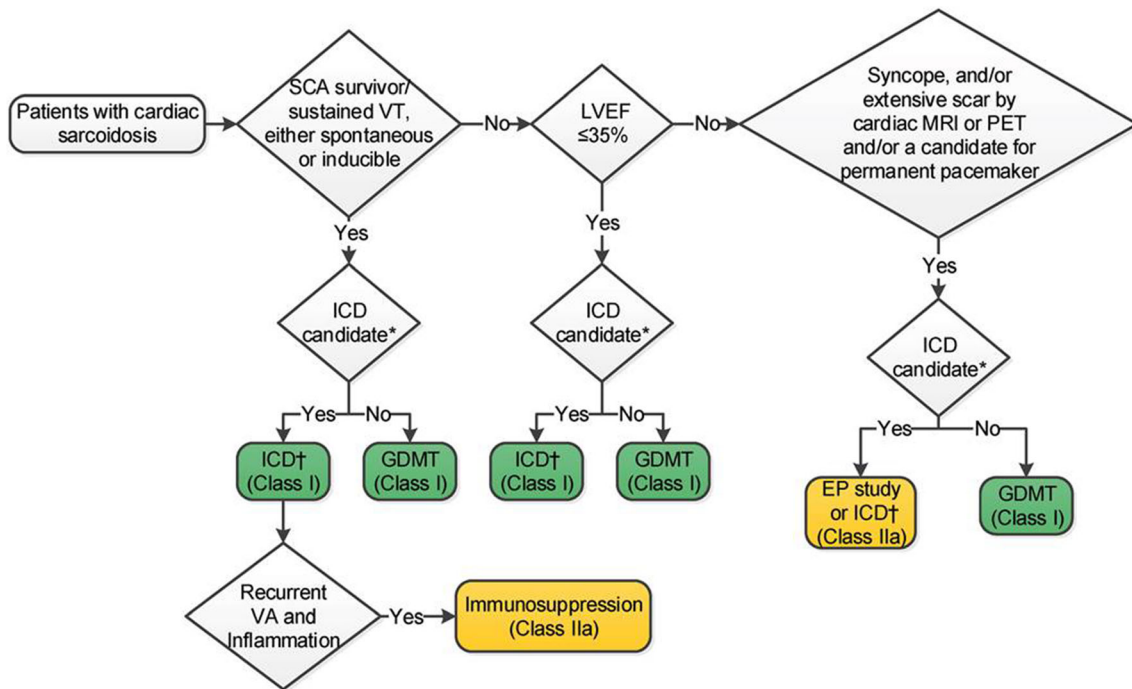 Patients with cardiac
sarcoidosis
SCA survivor/
sustained VT,
either spontaneous
or inducible
No
LVEF
≤35%
No
Syncope, and/or
extensive scar by
cardiac MRI or PET
and/or a candidate for
permanent pacemaker
Yes
Yes
Yes
ICD
candidate*
ICD
candidate*
ICD
candidate*
Yes
No
Yes
No
Yes
No
ICD†
(Class I)
GDMT
(Class I)
ICD†
(Class I)
GDMT
(Class I)
EP study
or ICD†
(Class IIa)
GDMT
(Class I)
Recurrent
VA and
Inflammation
Yes
Immunosuppression
(Class IIa)